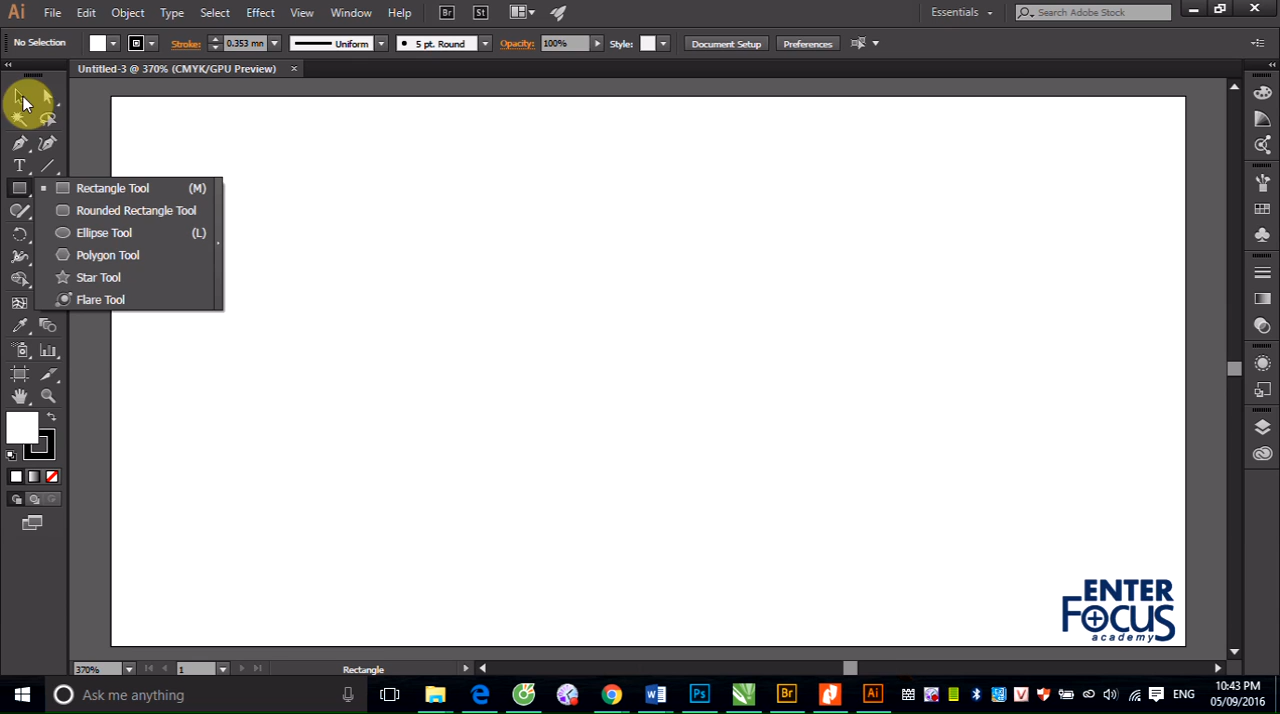 Ai File Edit Object Type Select Effect View Window Help Br St Essentials Search Adobe Stock
No Selection Stroke: 0.353 mn Uniform 5 pt. Round Opacity: 100% Style: Document Setup Preferences
Untitled-3 @ 370% (CMYK/GPU Preview) ×
T
Rectangle Tool (M)
Rounded Rectangle Tool
Ellipse Tool (L)
Polygon Tool
Star Tool
Flare Tool
ENTER
FOCUS
academy
370% 1 Rectangle
Ask me anything Ps Br Ai ENG 10:43 PM
05/09/2016